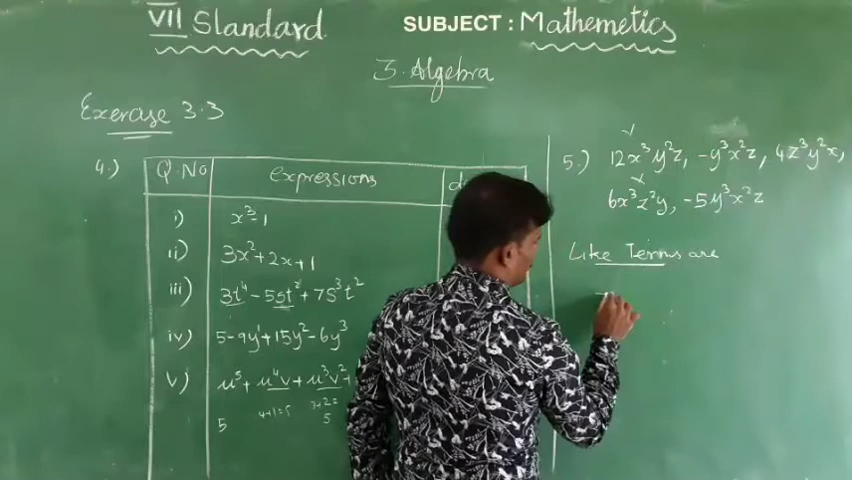 VII Slandard SUBJECT : Mathemetics
3. Algebra
Exercise 3.3
4.)
Q.No expressions
i) x²-1
ii) 3x²+2x+1
iii) 3t⁴-5st²+7s³t²
iv) 5-9y+15y²-6y³
v) u⁵+u⁴v+u³v²+
5 4+1=5 3+2=
5
5.) 12x³y²z, -y³x²z, 4z³y²x,
6x³z²y, -5y³x²z
Like Terms are